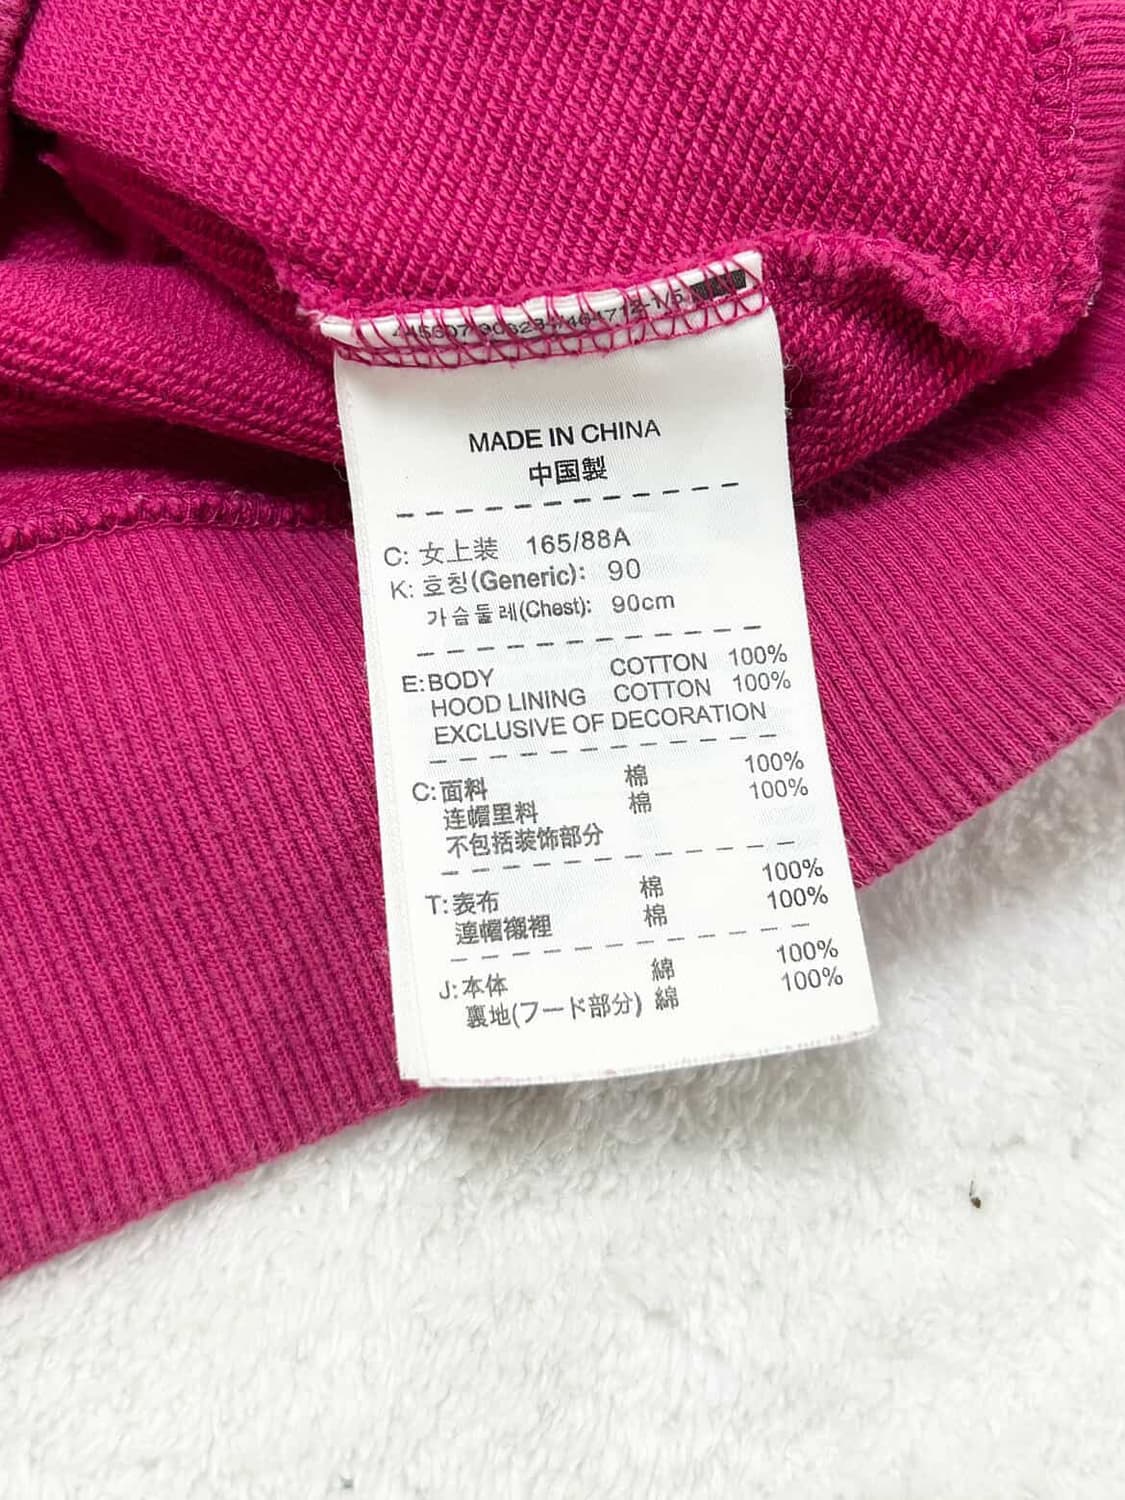 MADE IN CHINA
中国製
C: 女上装 165/88A
K: 호칭(Generic): 90
가슴둘레(Chest): 90cm
E: BODY COTTON 100%
HOOD LINING COTTON 100%
EXCLUSIVE OF DECORATION
C: 面料 棉 100%
连帽里料 棉 100%
不包括装饰部分
T: 表布 棉 100%
連帽襯裡 棉 100%
J: 本体 綿 100%
裏地(フード部分) 綿 100%